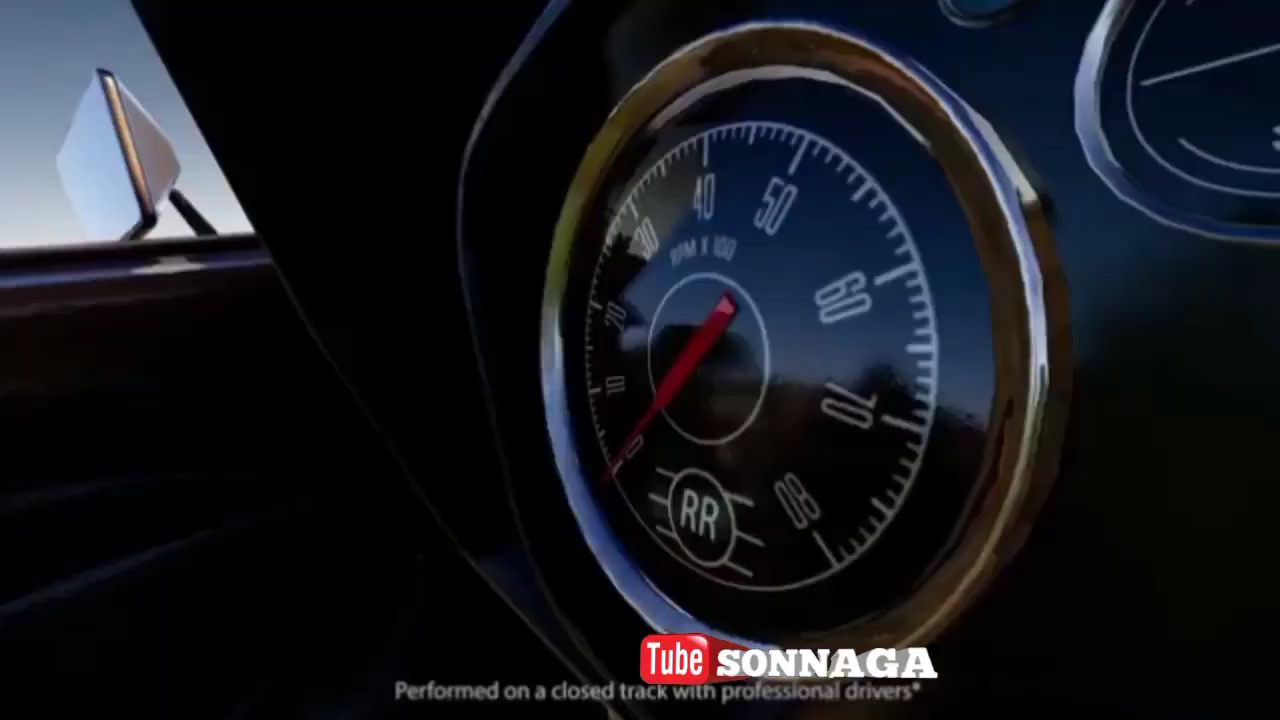 40
50
30
RPM X 100
20
60
10
70
0
80
RR
Tube SONNAGA
Performed on a closed track with professional drivers*